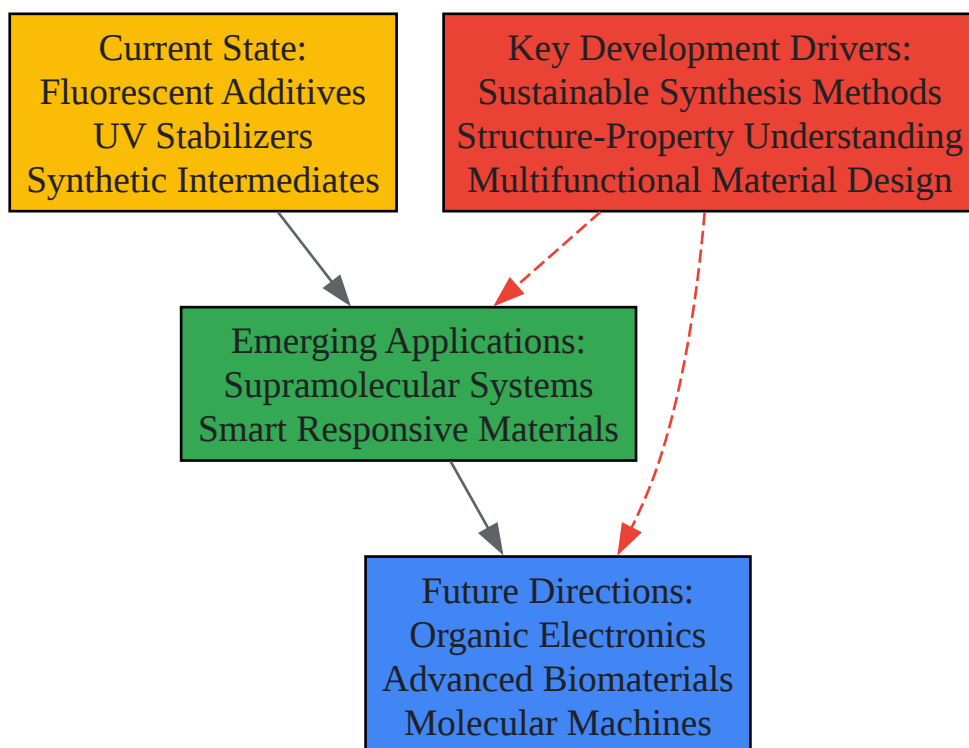 Current State:
Fluorescent Additives
UV Stabilizers
Synthetic Intermediates
Key Development Drivers:
Sustainable Synthesis Methods
Structure-Property Understanding
Multifunctional Material Design
Emerging Applications:
Supramolecular Systems
Smart Responsive Materials
Future Directions:
Organic Electronics
Advanced Biomaterials
Molecular Machines